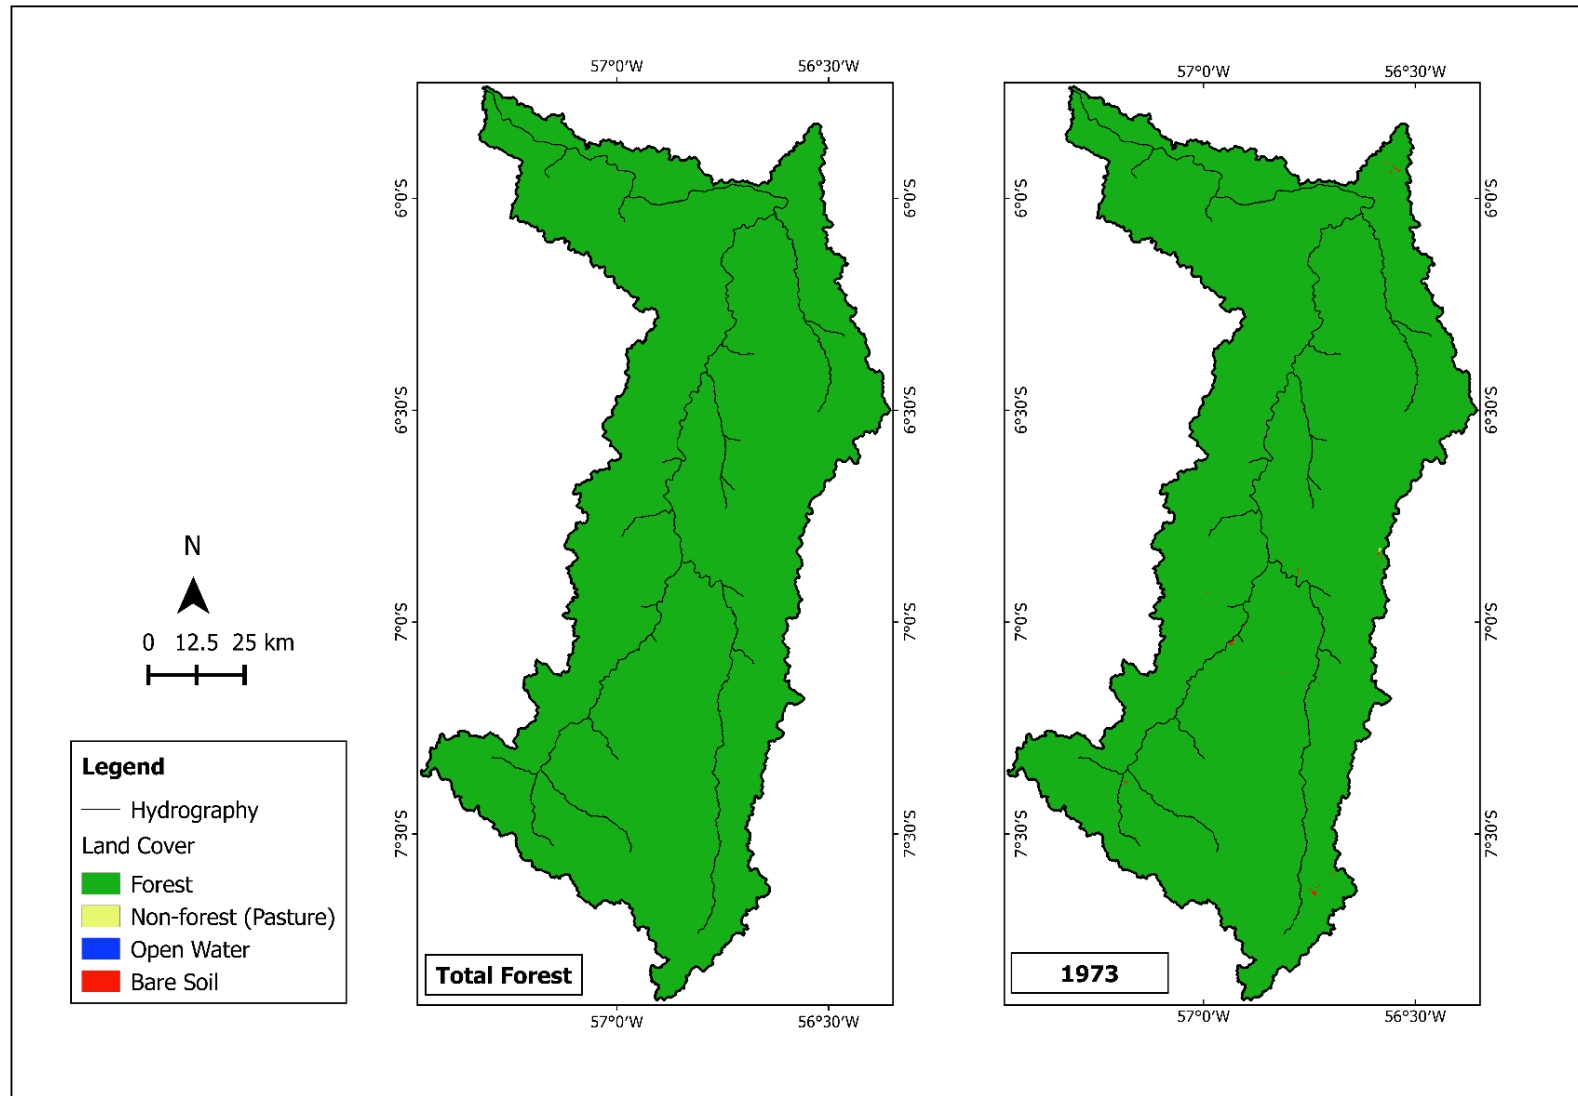 57°0'W 56°30'W
57°0'W 56°30'W
6°0'S 6°0'S
6°0'S 6°0'S
6°30'S 6°30'S
6°30'S 6°30'S
7°0'S 7°0'S
7°0'S 7°0'S
7°30'S 7°30'S
7°30'S 7°30'S
N
0 12.5 25 km
Legend
Hydrography
Land Cover
Forest
Non-forest (Pasture)
Open Water
Bare Soil
Total Forest
1973
57°0'W 56°30'W
57°0'W 56°30'W